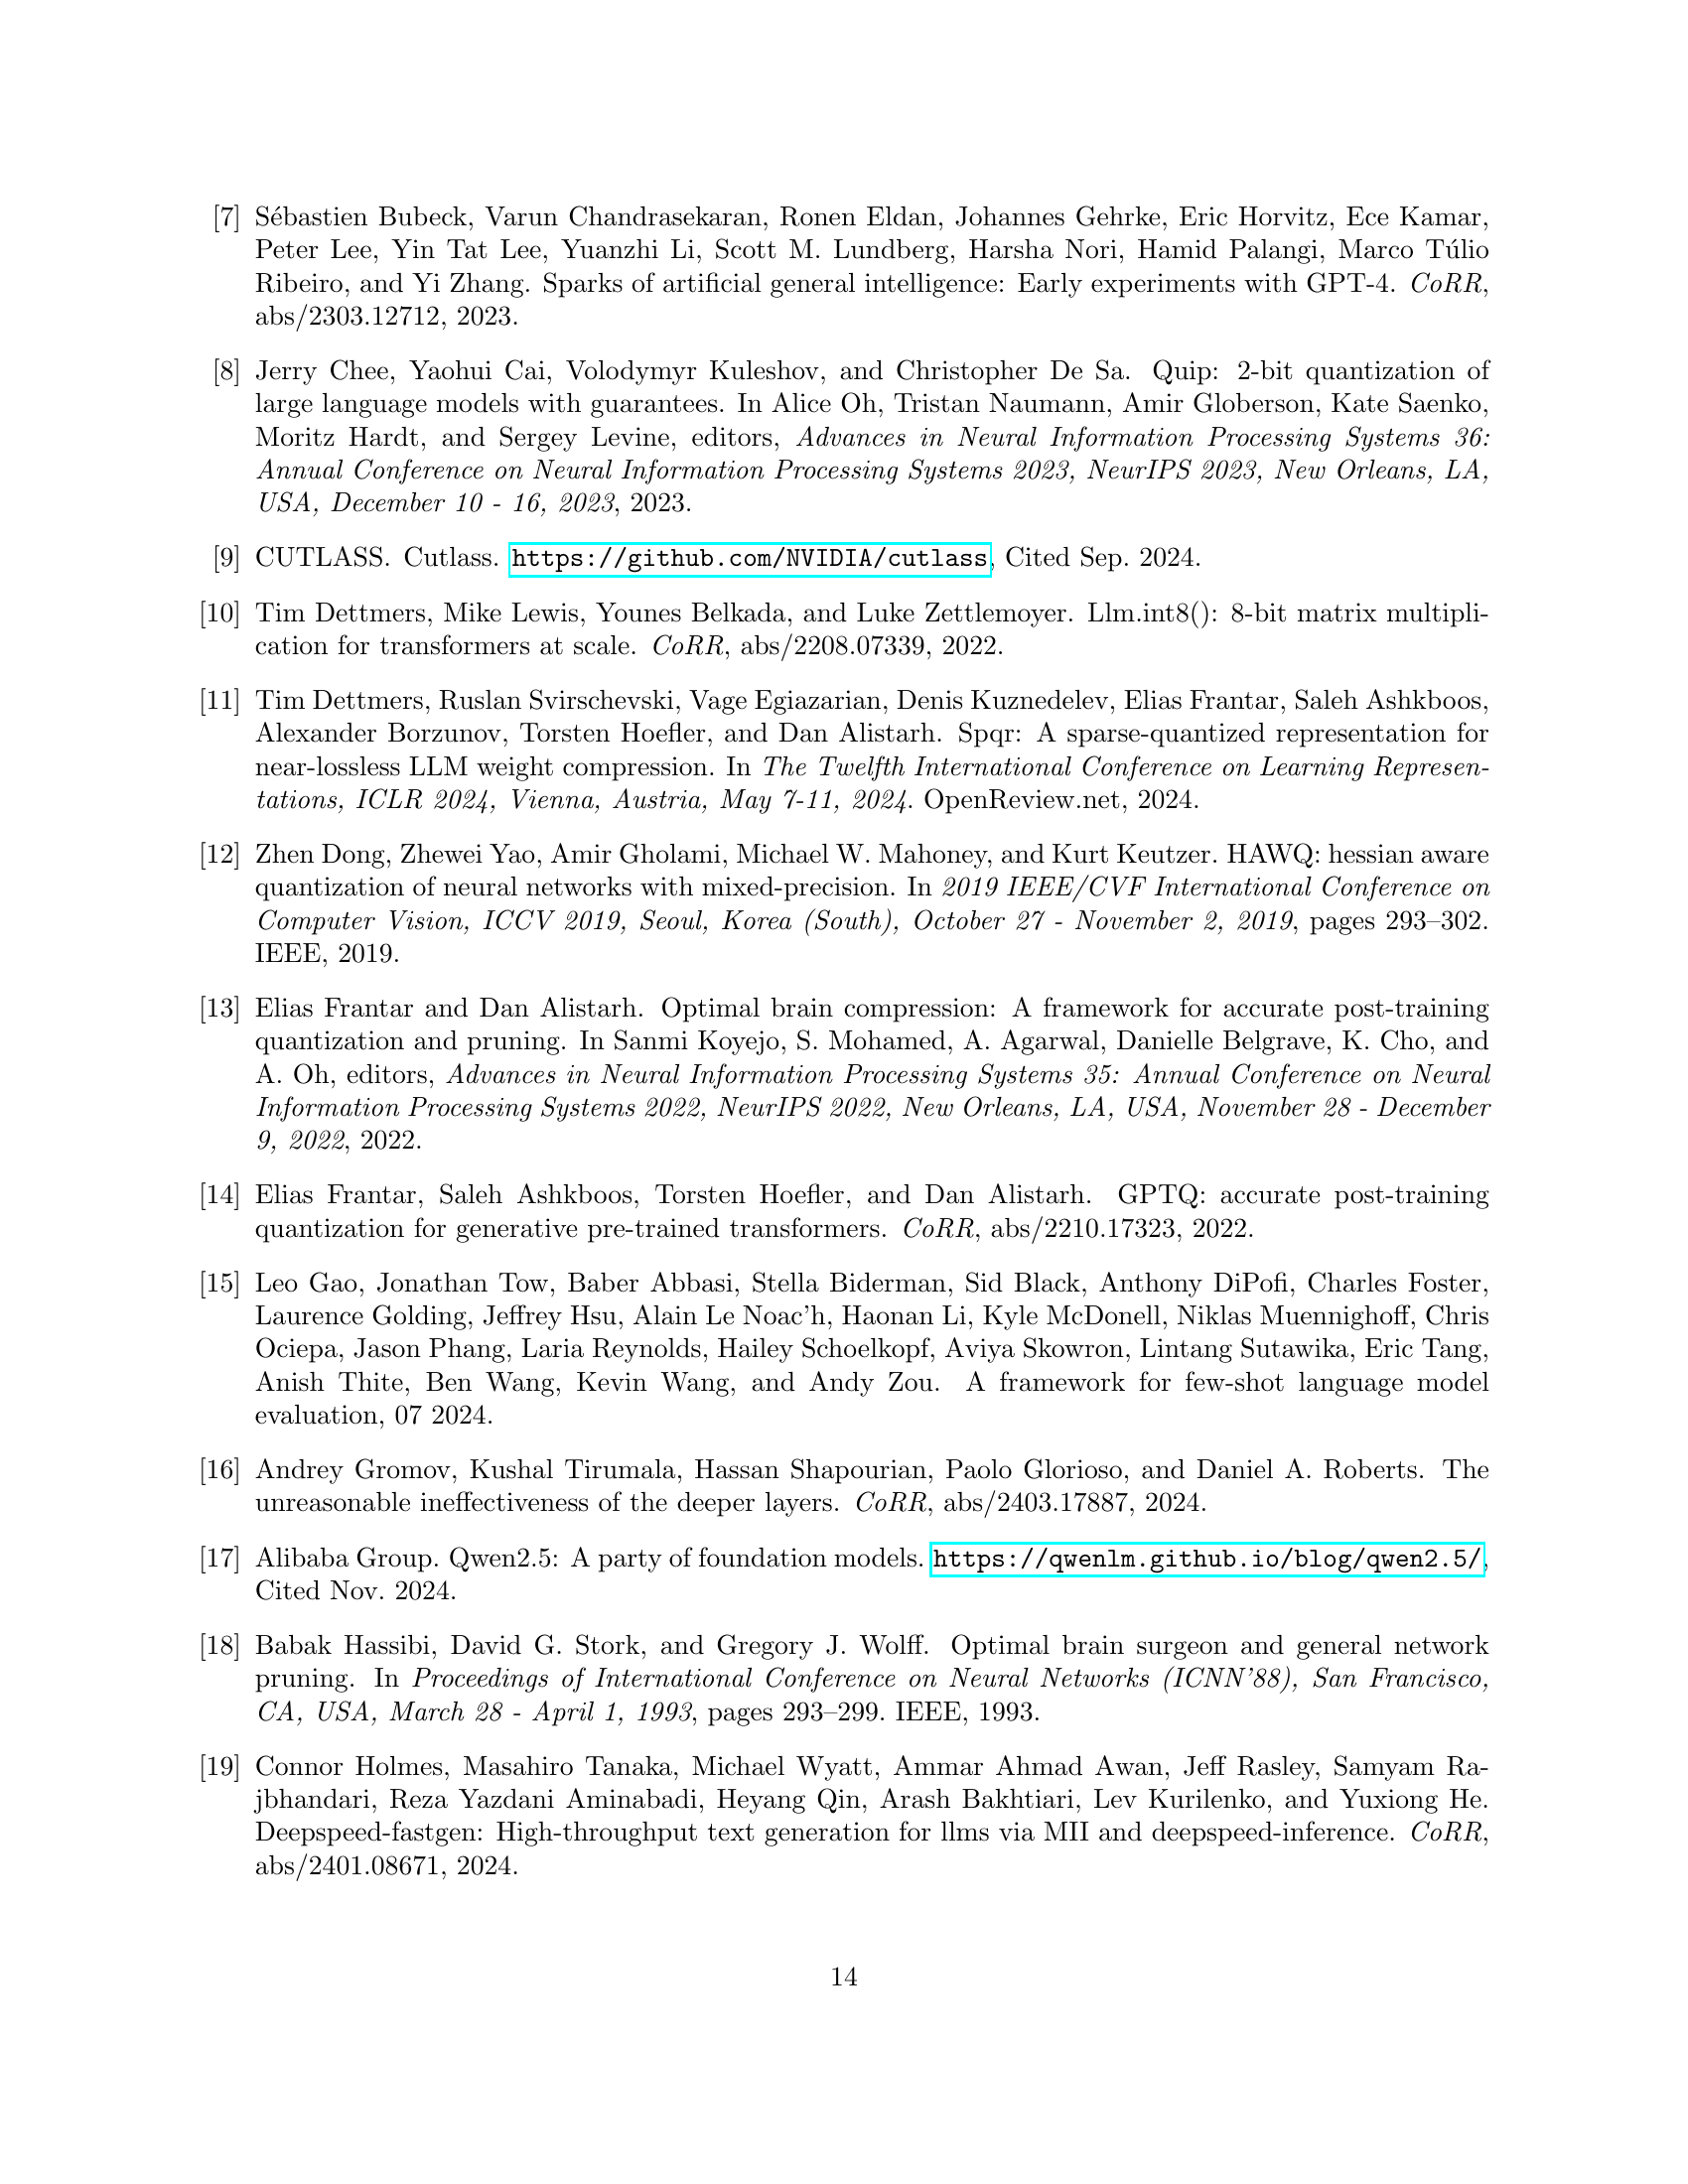 [7] Sébastien Bubeck, Varun Chandrasekaran, Ronen Eldan, Johannes Gehrke, Eric Horvitz, Ece Kamar,
Peter Lee, Yin Tat Lee, Yuanzhi Li, Scott M. Lundberg, Harsha Nori, Hamid Palangi, Marco Túlio
Ribeiro, and Yi Zhang. Sparks of artificial general intelligence: Early experiments with GPT-4. CoRR,
abs/2303.12712, 2023.
[8] Jerry Chee, Yaohui Cai, Volodymyr Kuleshov, and Christopher De Sa. Quip: 2-bit quantization of
large language models with guarantees. In Alice Oh, Tristan Naumann, Amir Globerson, Kate Saenko,
Moritz Hardt, and Sergey Levine, editors, Advances in Neural Information Processing Systems 36:
Annual Conference on Neural Information Processing Systems 2023, NeurIPS 2023, New Orleans, LA,
USA, December 10 - 16, 2023, 2023.
[9] CUTLASS. Cutlass. https://github.com/NVIDIA/cutlass, Cited Sep. 2024.
[10] Tim Dettmers, Mike Lewis, Younes Belkada, and Luke Zettlemoyer. Llm.int8(): 8-bit matrix multipli-
cation for transformers at scale. CoRR, abs/2208.07339, 2022.
[11] Tim Dettmers, Ruslan Svirschevski, Vage Egiazarian, Denis Kuznedelev, Elias Frantar, Saleh Ashkboos,
Alexander Borzunov, Torsten Hoefler, and Dan Alistarh. Spqr: A sparse-quantized representation for
near-lossless LLM weight compression. In The Twelfth International Conference on Learning Represen-
tations, ICLR 2024, Vienna, Austria, May 7-11, 2024. OpenReview.net, 2024.
[12] Zhen Dong, Zhewei Yao, Amir Gholami, Michael W. Mahoney, and Kurt Keutzer. HAWQ: hessian aware
quantization of neural networks with mixed-precision. In 2019 IEEE/CVF International Conference on
Computer Vision, ICCV 2019, Seoul, Korea (South), October 27 - November 2, 2019, pages 293–302.
IEEE, 2019.
[13] Elias Frantar and Dan Alistarh. Optimal brain compression: A framework for accurate post-training
quantization and pruning. In Sanmi Koyejo, S. Mohamed, A. Agarwal, Danielle Belgrave, K. Cho, and
A. Oh, editors, Advances in Neural Information Processing Systems 35: Annual Conference on Neural
Information Processing Systems 2022, NeurIPS 2022, New Orleans, LA, USA, November 28 - December
9, 2022, 2022.
[14] Elias Frantar, Saleh Ashkboos, Torsten Hoefler, and Dan Alistarh. GPTQ: accurate post-training
quantization for generative pre-trained transformers. CoRR, abs/2210.17323, 2022.
[15] Leo Gao, Jonathan Tow, Baber Abbasi, Stella Biderman, Sid Black, Anthony DiPofi, Charles Foster,
Laurence Golding, Jeffrey Hsu, Alain Le Noac'h, Haonan Li, Kyle McDonell, Niklas Muennighoff, Chris
Ociepa, Jason Phang, Laria Reynolds, Hailey Schoelkopf, Aviya Skowron, Lintang Sutawika, Eric Tang,
Anish Thite, Ben Wang, Kevin Wang, and Andy Zou. A framework for few-shot language model
evaluation, 07 2024.
[16] Andrey Gromov, Kushal Tirumala, Hassan Shapourian, Paolo Glorioso, and Daniel A. Roberts. The
unreasonable ineffectiveness of the deeper layers. CoRR, abs/2403.17887, 2024.
[17] Alibaba Group. Qwen2.5: A party of foundation models. https://qwenlm.github.io/blog/qwen2.5/,
Cited Nov. 2024.
[18] Babak Hassibi, David G. Stork, and Gregory J. Wolff. Optimal brain surgeon and general network
pruning. In Proceedings of International Conference on Neural Networks (ICNN'88), San Francisco,
CA, USA, March 28 - April 1, 1993, pages 293–299. IEEE, 1993.
[19] Connor Holmes, Masahiro Tanaka, Michael Wyatt, Ammar Ahmad Awan, Jeff Rasley, Samyam Ra-
jbhandari, Reza Yazdani Aminabadi, Heyang Qin, Arash Bakhtiari, Lev Kurilenko, and Yuxiong He.
Deepspeed-fastgen: High-throughput text generation for llms via MII and deepspeed-inference. CoRR,
abs/2401.08671, 2024.
14